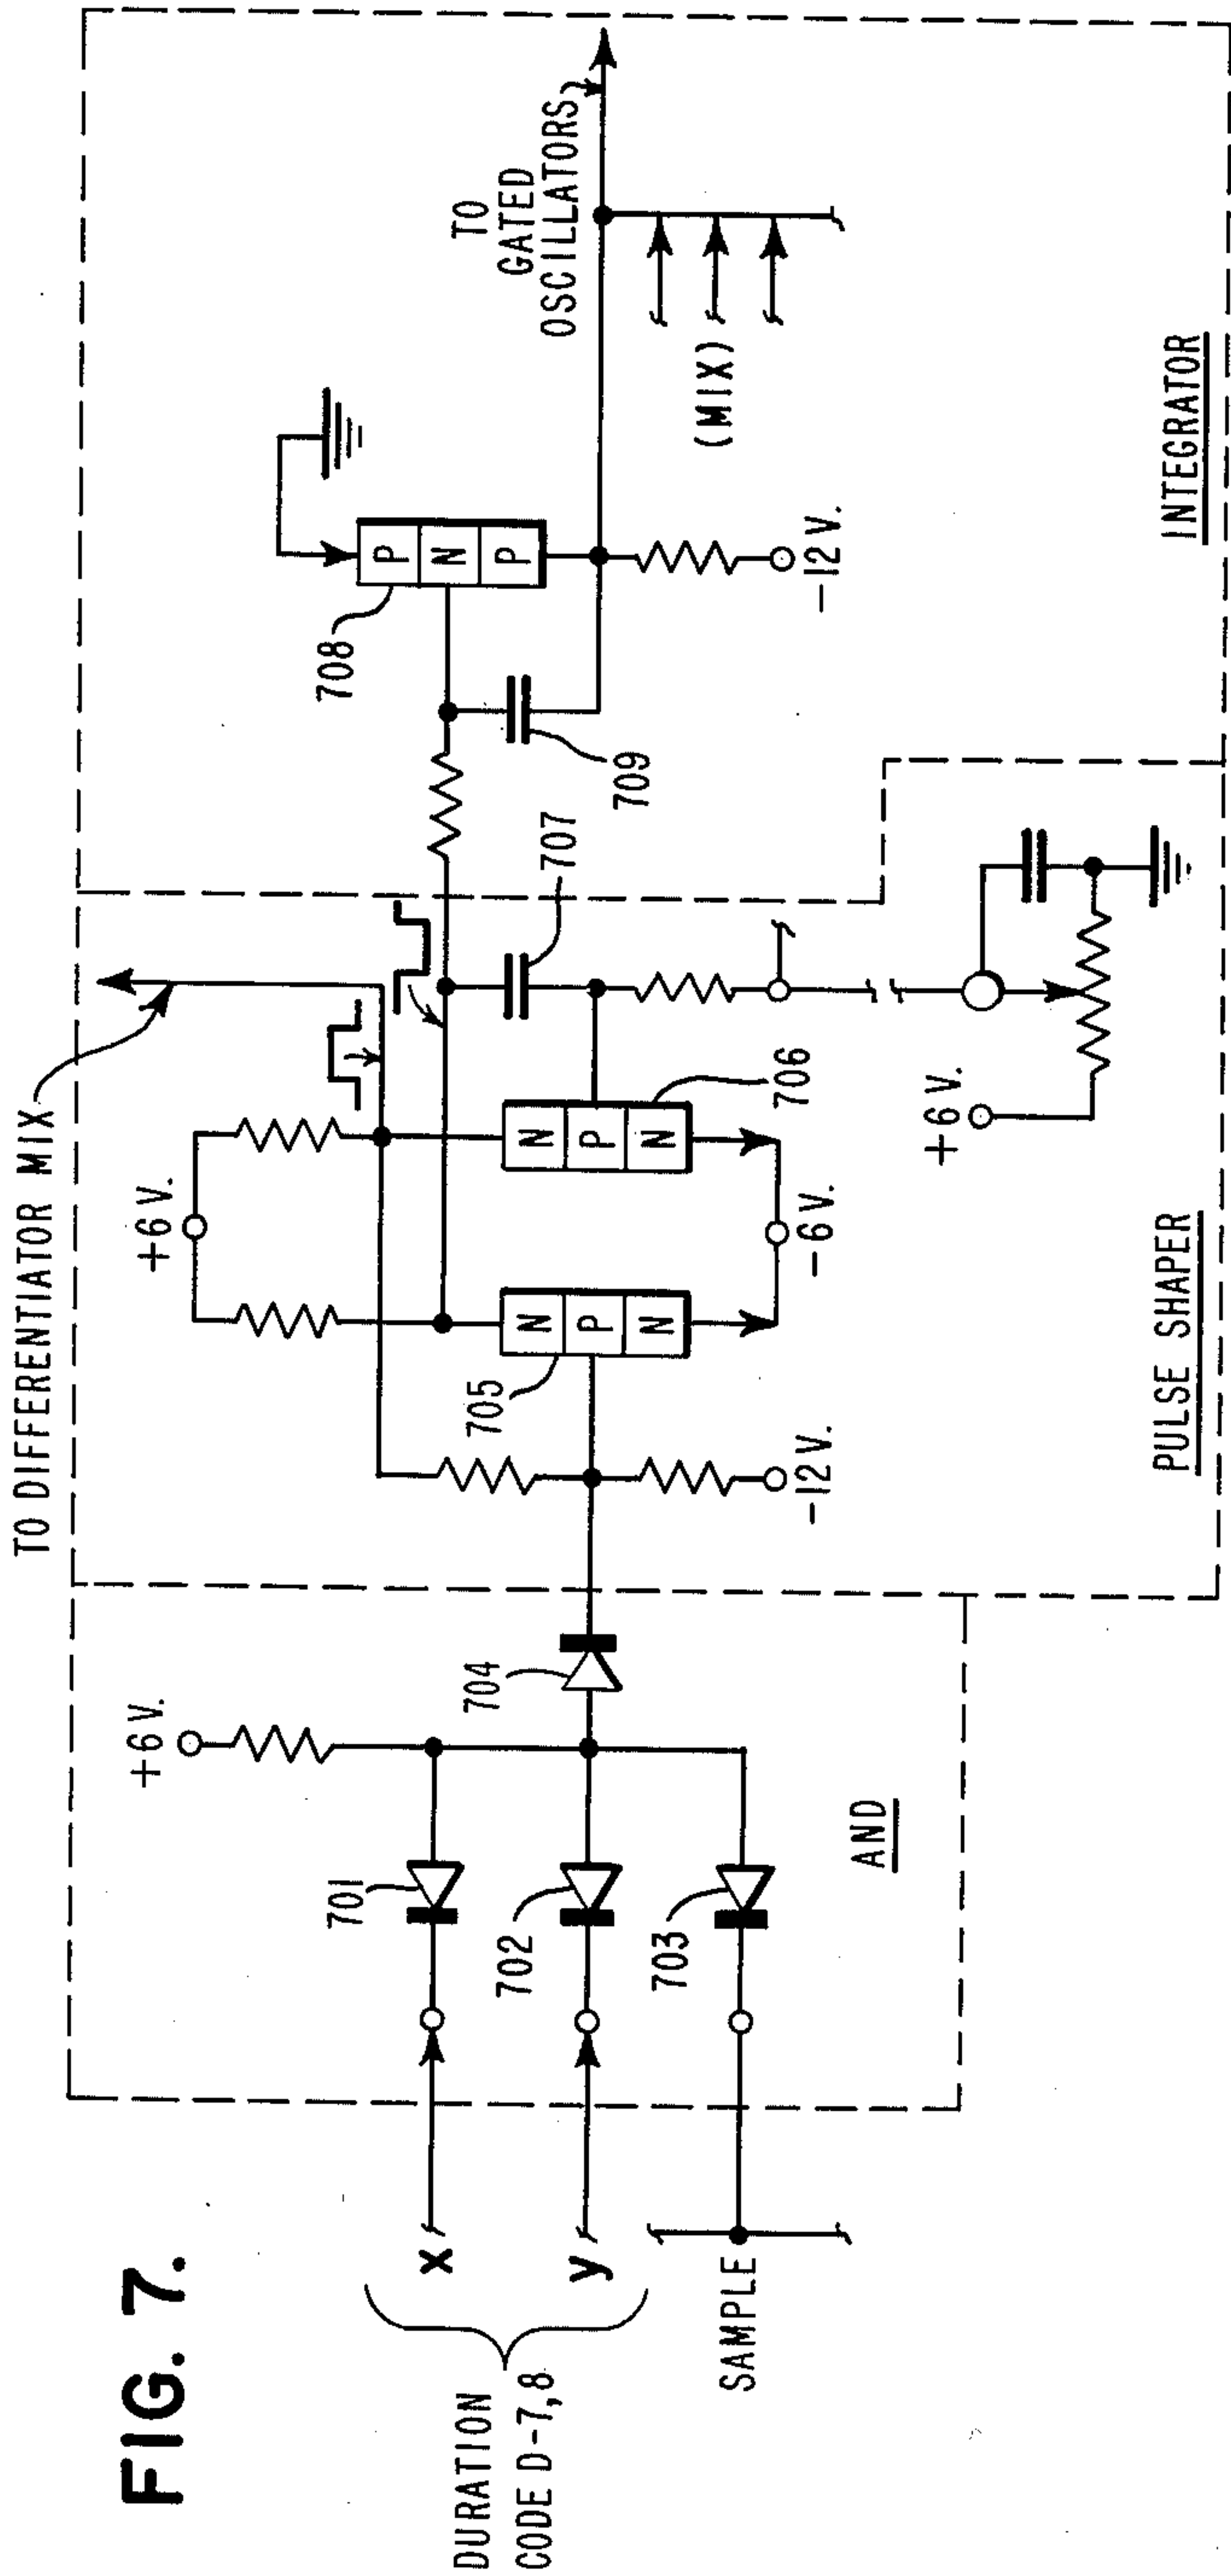 FIG. 7.
DURATION
CODE D-7,8
x
y
SAMPLE
701
702
703
+6 V.
704
AND
TO DIFFERENTIATOR MIX
+6 V.
705
706
-12 V.
-6 V.
707
+6 V.
PULSE SHAPER
N
P
N
N
P
N
708
P
N
P
709
-12 V.
TO
GATED
OSCILLATORS
(MIX)
INTEGRATOR